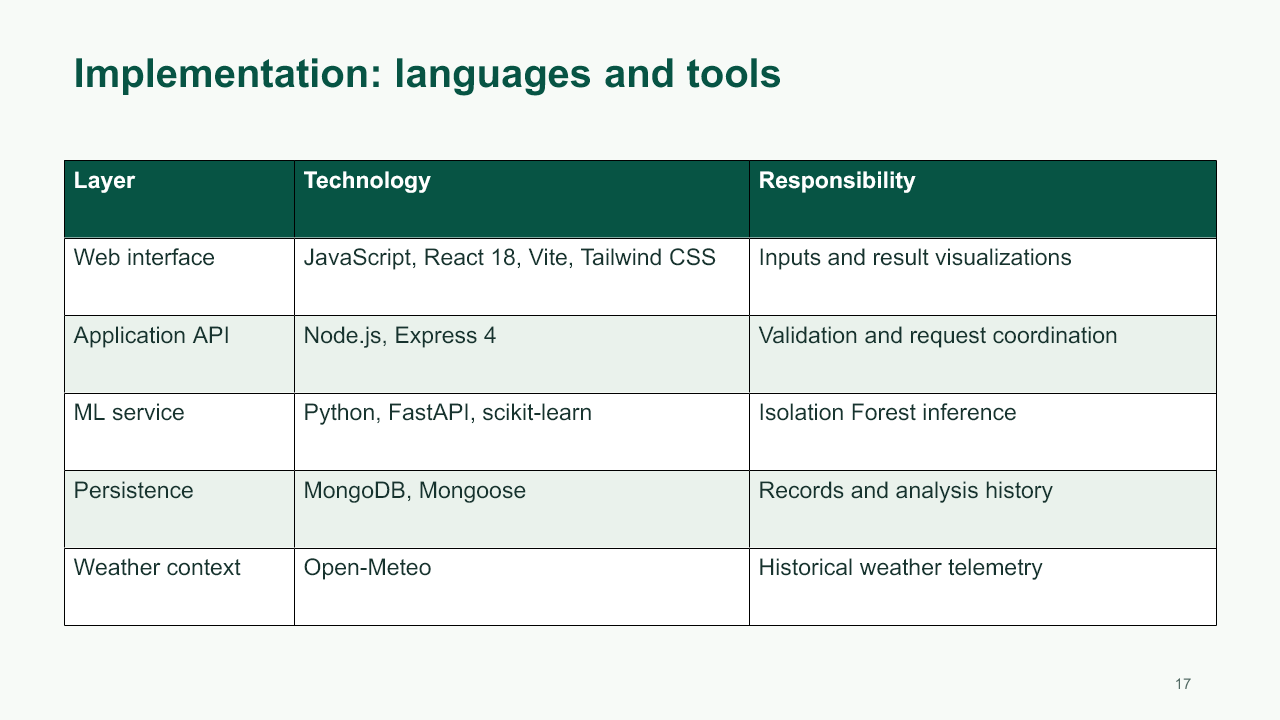 Implementation: languages and tools
Layer Technology Responsibility
Web interface JavaScript, React 18, Vite, Tailwind CSS Inputs and result visualizations
Application API Node.js, Express 4 Validation and request coordination
ML service Python, FastAPI, scikit-learn Isolation Forest inference
Persistence MongoDB, Mongoose Records and analysis history
Weather context Open-Meteo Historical weather telemetry
17